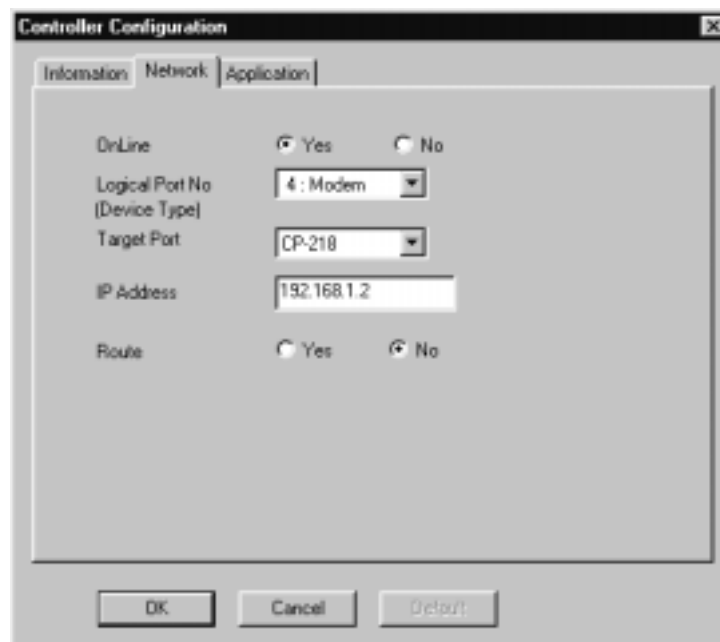 Controller Configuration
Information Network Application
OnLine Yes No
Logical Port No 4 : Modem
(Device Type)
Target Port CP-218
IP Address 192.168.1.2
Route Yes No
OK Cancel Default